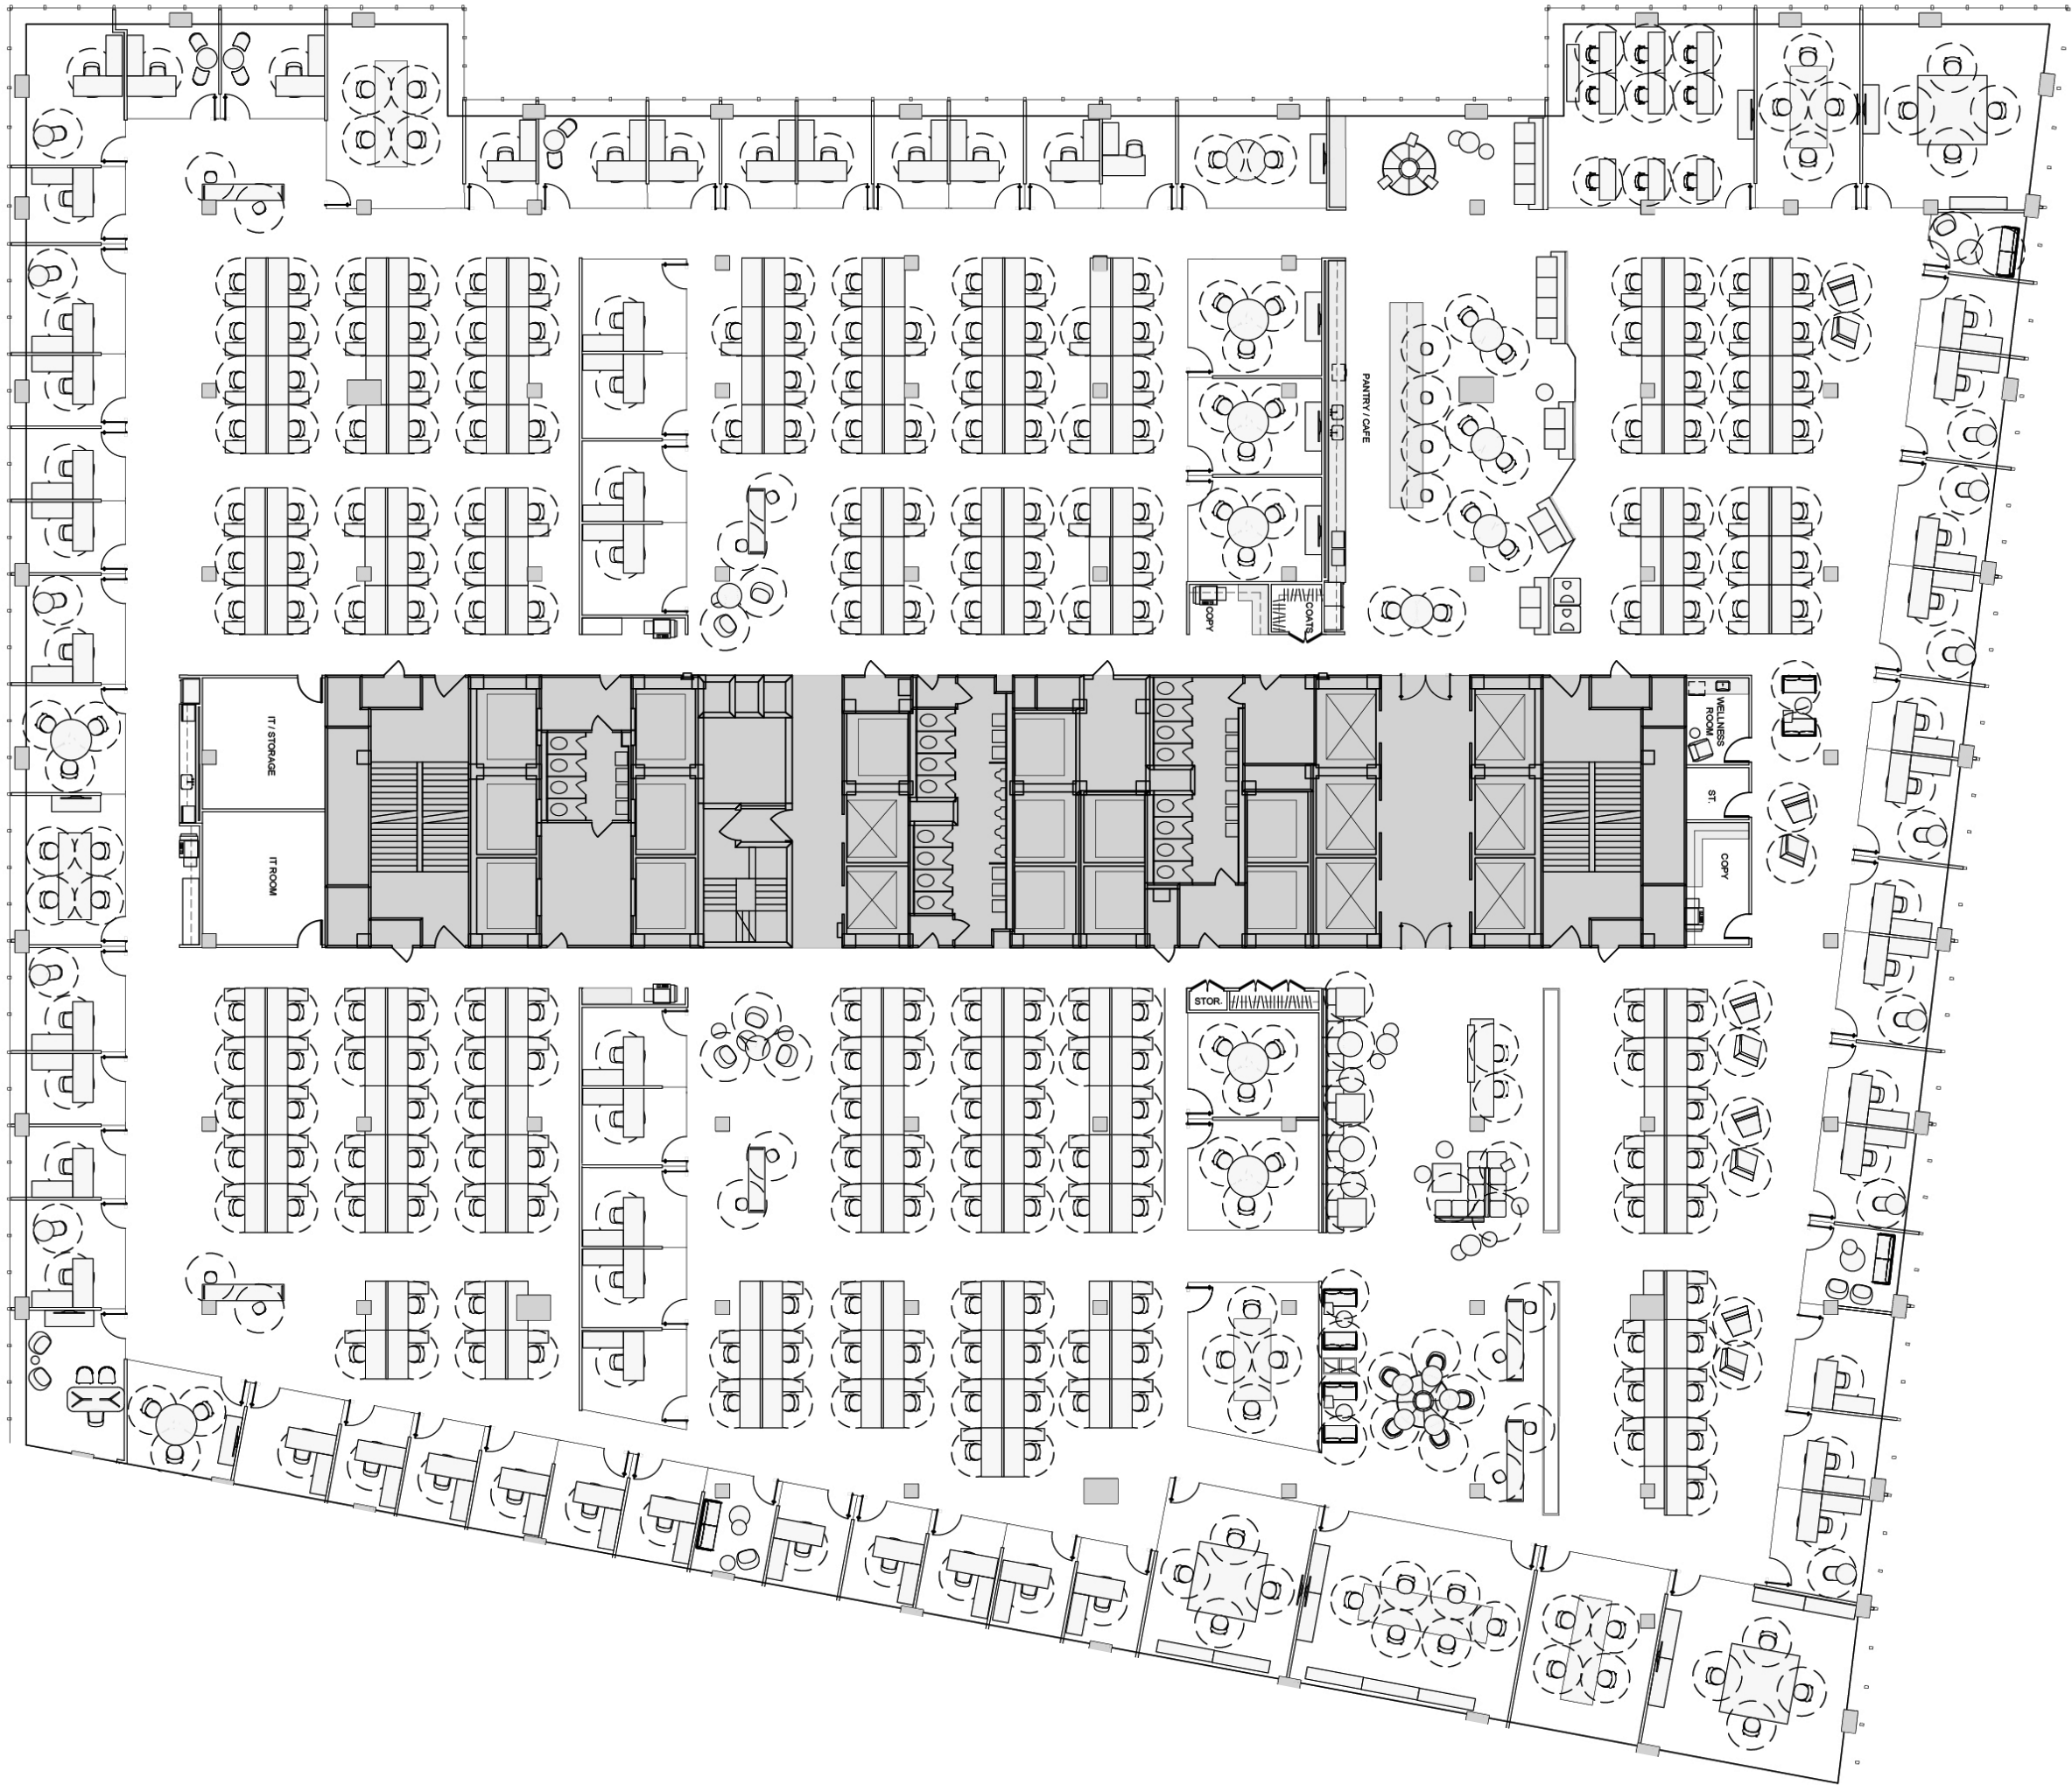 PANTRY / CAFE
COPY
COATS
IT / STORAGE
WELLNESS
ROOM
ST.
IT ROOM
COPY
STOR.